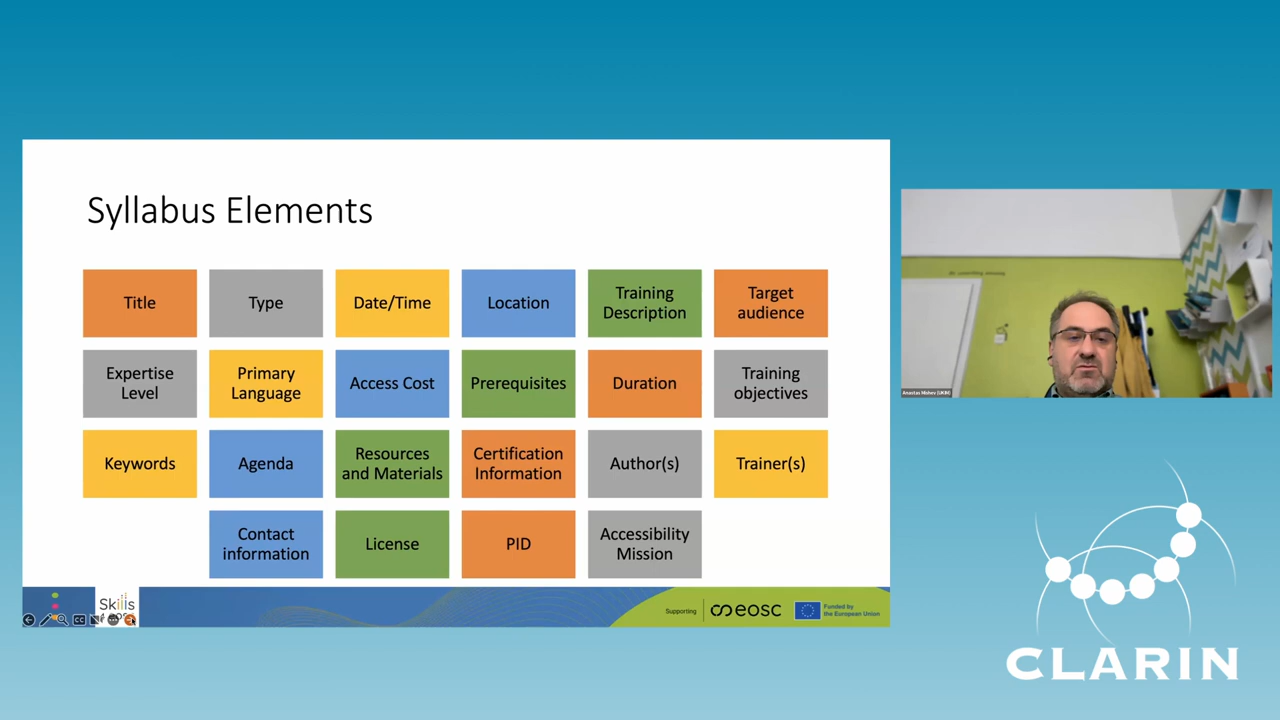 Syllabus Elements
Title
Type
Date/Time
Location
Training
Description
Target
audience
Expertise
Level
Primary
Language
Access Cost
Prerequisites
Duration
Training
objectives
Keywords
Agenda
Resources
and Materials
Certification
Information
Author(s)
Trainer(s)
Contact
information
License
PID
Accessibility
Mission
Skills
Supporting
eosc
Funded by
the European Union
CLARIN